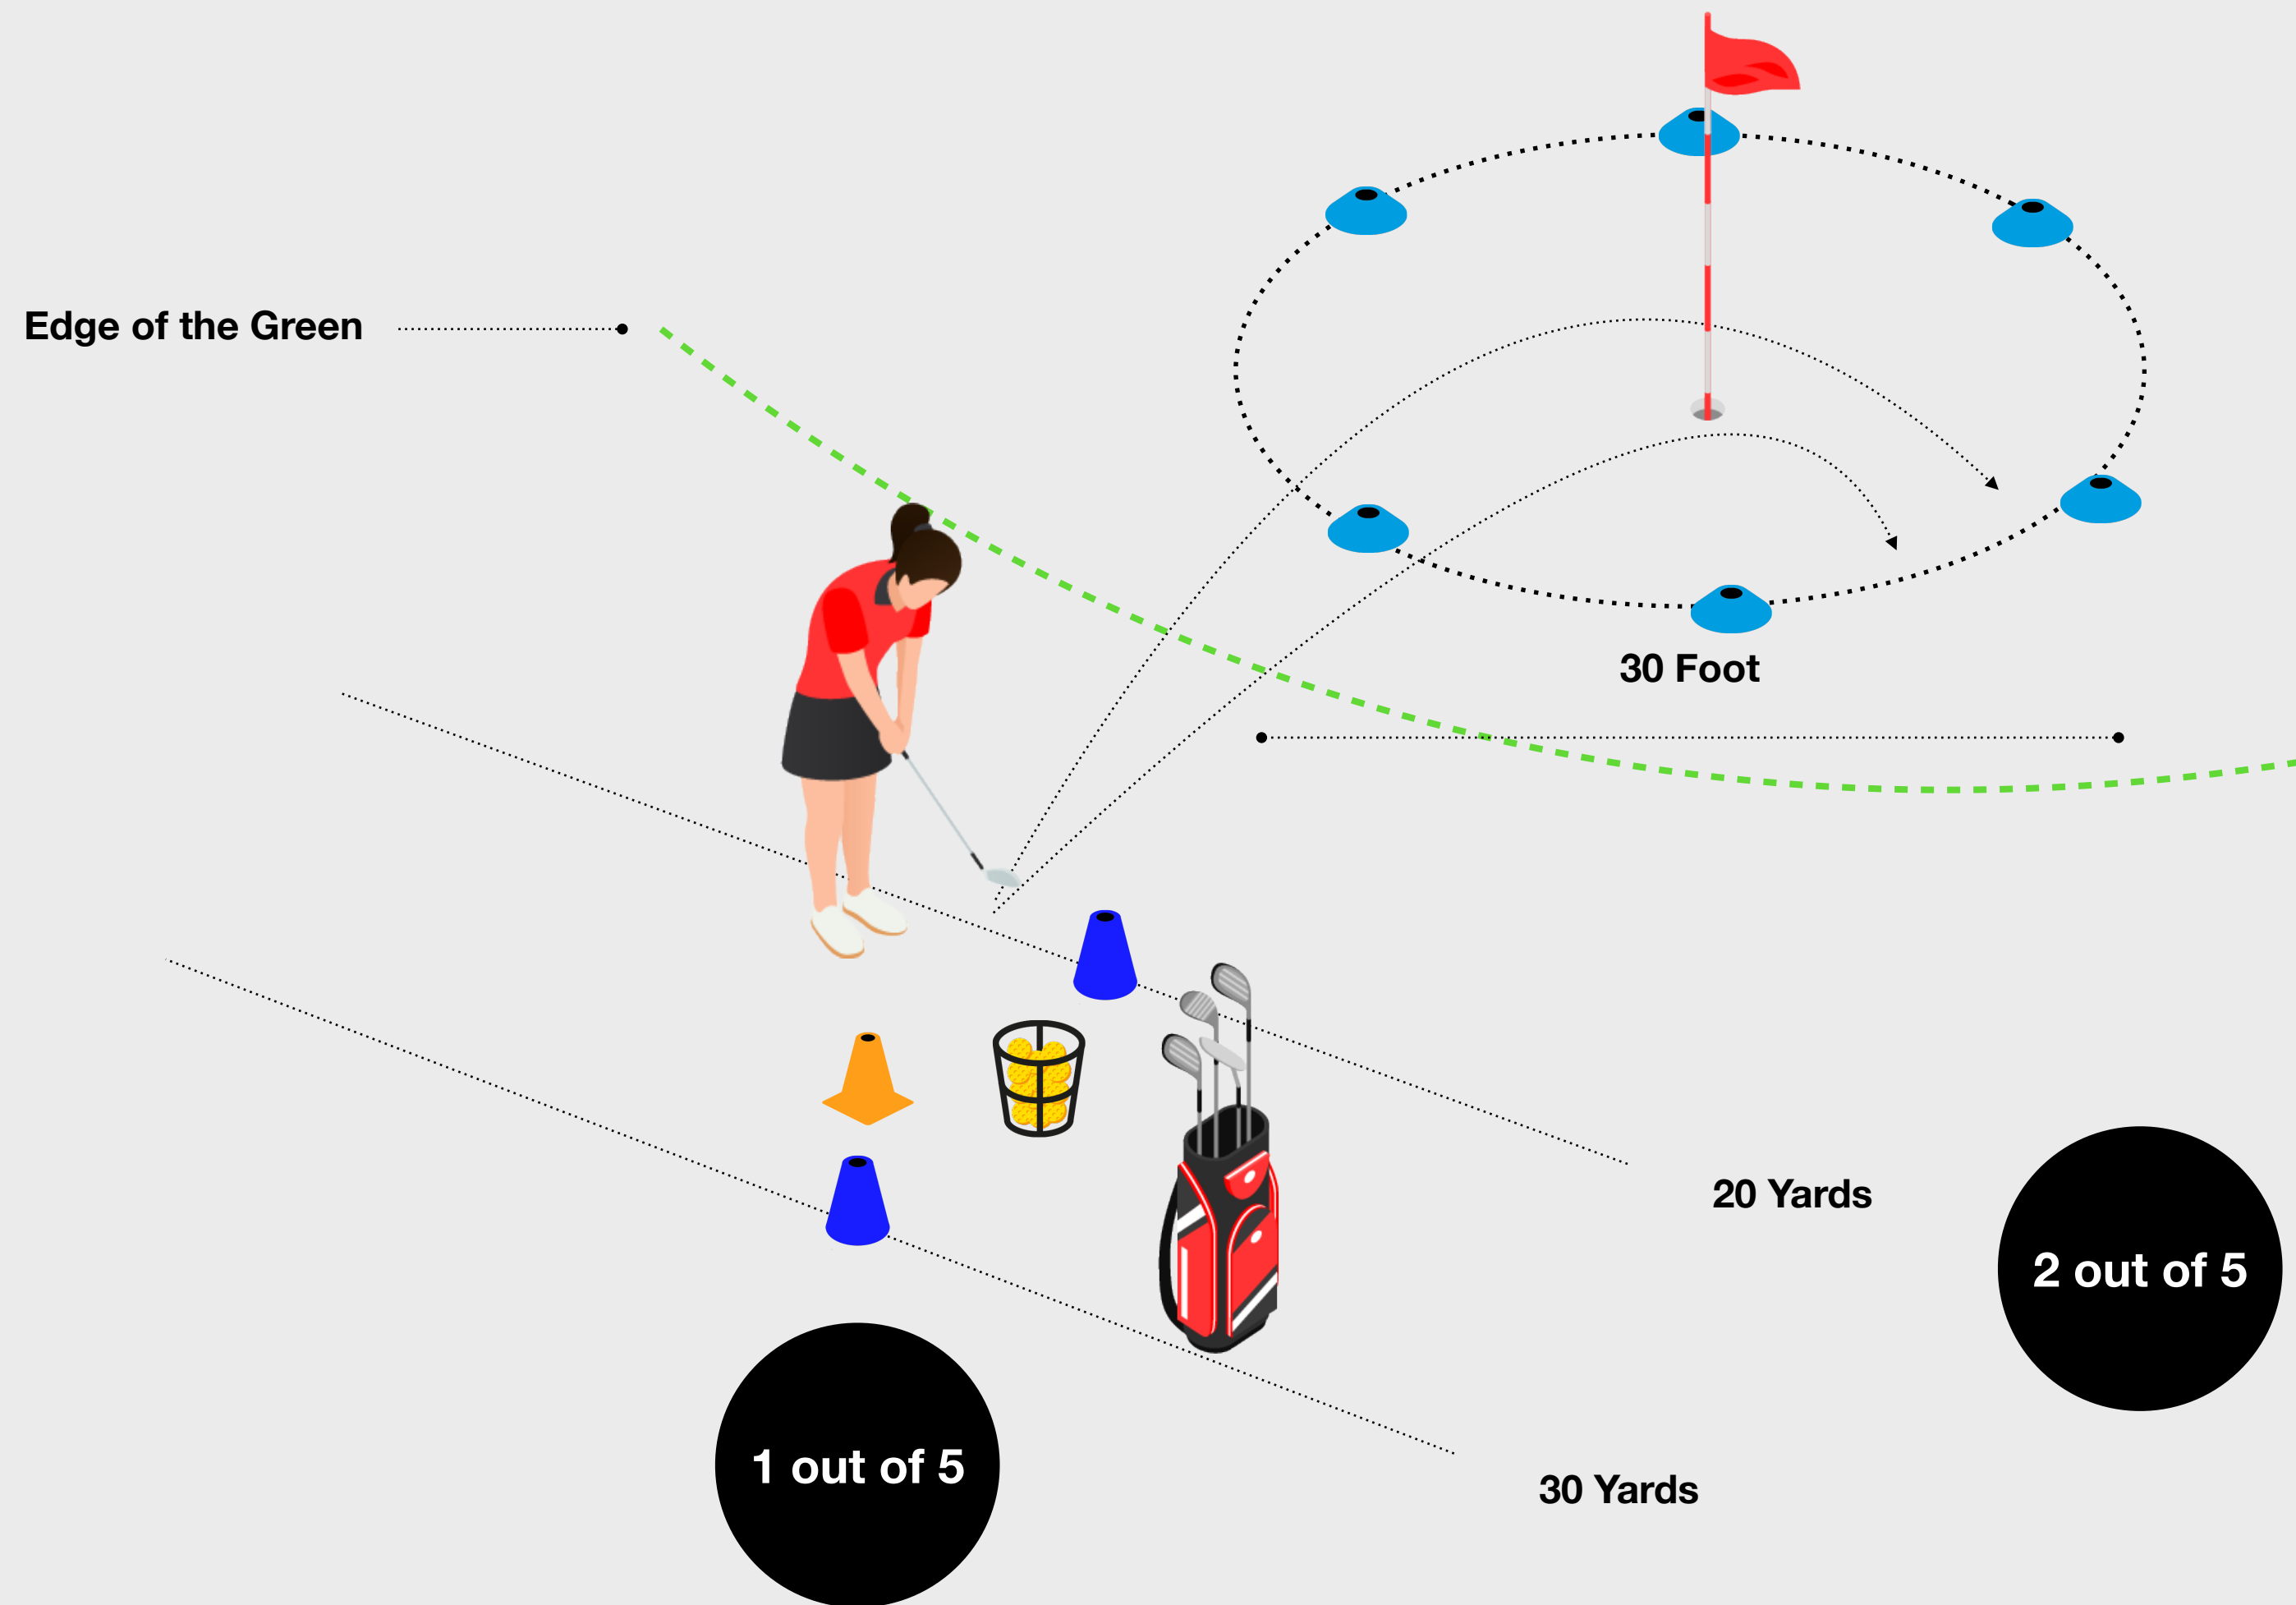 Edge of the Green
30 Foot
20 Yards
2 out of 5
1 out of 5
30 Yards